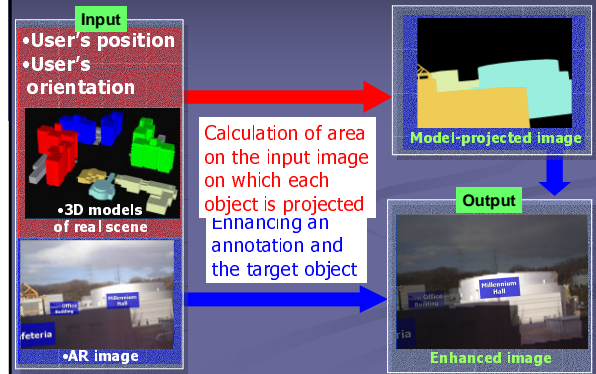 Input
•User's position
•User's
orientation
•3D models
of real scene
Millennium
Hall
Office
Building
feteria
•AR image
Calculation of area
on the input image
on which each
object is projected
Enhancing an
annotation and
the target object
Model-projected image
Output
Millennium
Hall
Office
Building
Enhanced image